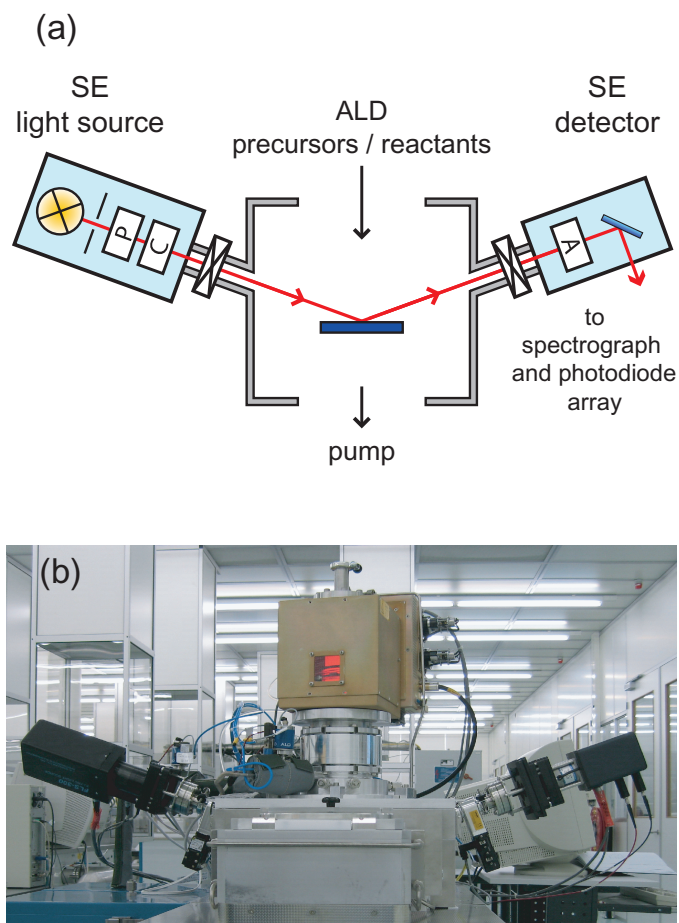 (a)
SE
light source
ALD
precursors / reactants
SE
detector
P
C
A
to
spectrograph
and photodiode
array
pump
(b)
ALD